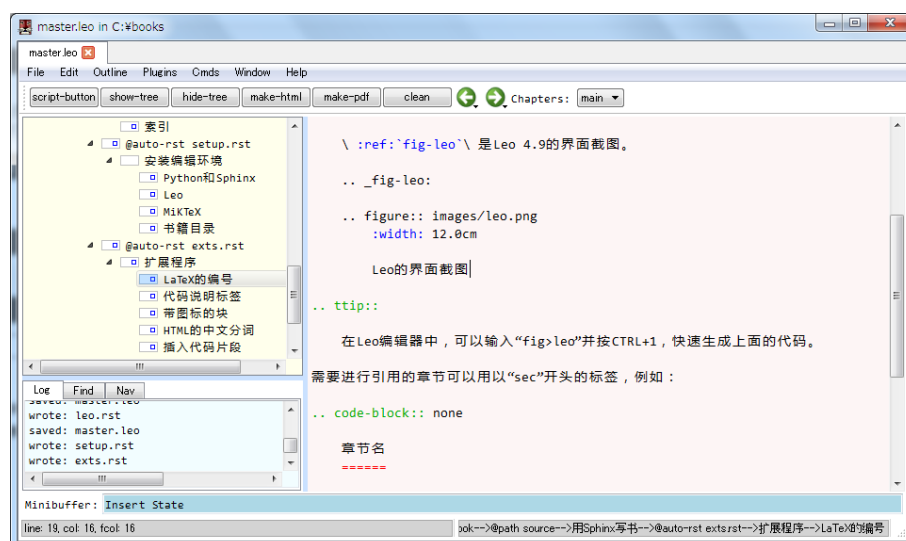 master.leo in C:¥books
master.leo
File Edit Outline Plugins Cmds Window Help
script-button show-tree hide-tree make-html make-pdf clean Chapters: main
索引
@auto-rst setup.rst
安装编辑环境
Python和Sphinx
Leo
MiKTeX
书籍目录
@auto-rst exts.rst
扩展程序
LaTeX的编号
代码说明标签
带图标的块
HTML的中文分词
插入代码片段
\ :ref:`fig-leo`\ 是Leo 4.9的界面截图。
.. _fig-leo:
.. figure:: images/leo.png
:width: 12.0cm
Leo的界面截图
.. ttip::
在Leo编辑器中，可以输入“fig>leo”并按CTRL+1，快速生成上面的代码。
需要进行引用的章节可以用以“sec”开头的标签，例如：
.. code-block:: none
章节名
======
Log Find Nav
saved: master.leo
wrote: leo.rst
saved: master.leo
wrote: setup.rst
wrote: exts.rst
Minibuffer: Insert State
line: 19, col: 16, fcol: 16
ook-->@path source-->用Sphinx写书-->@auto-rst exts.rst-->扩展程序-->LaTeX的编号